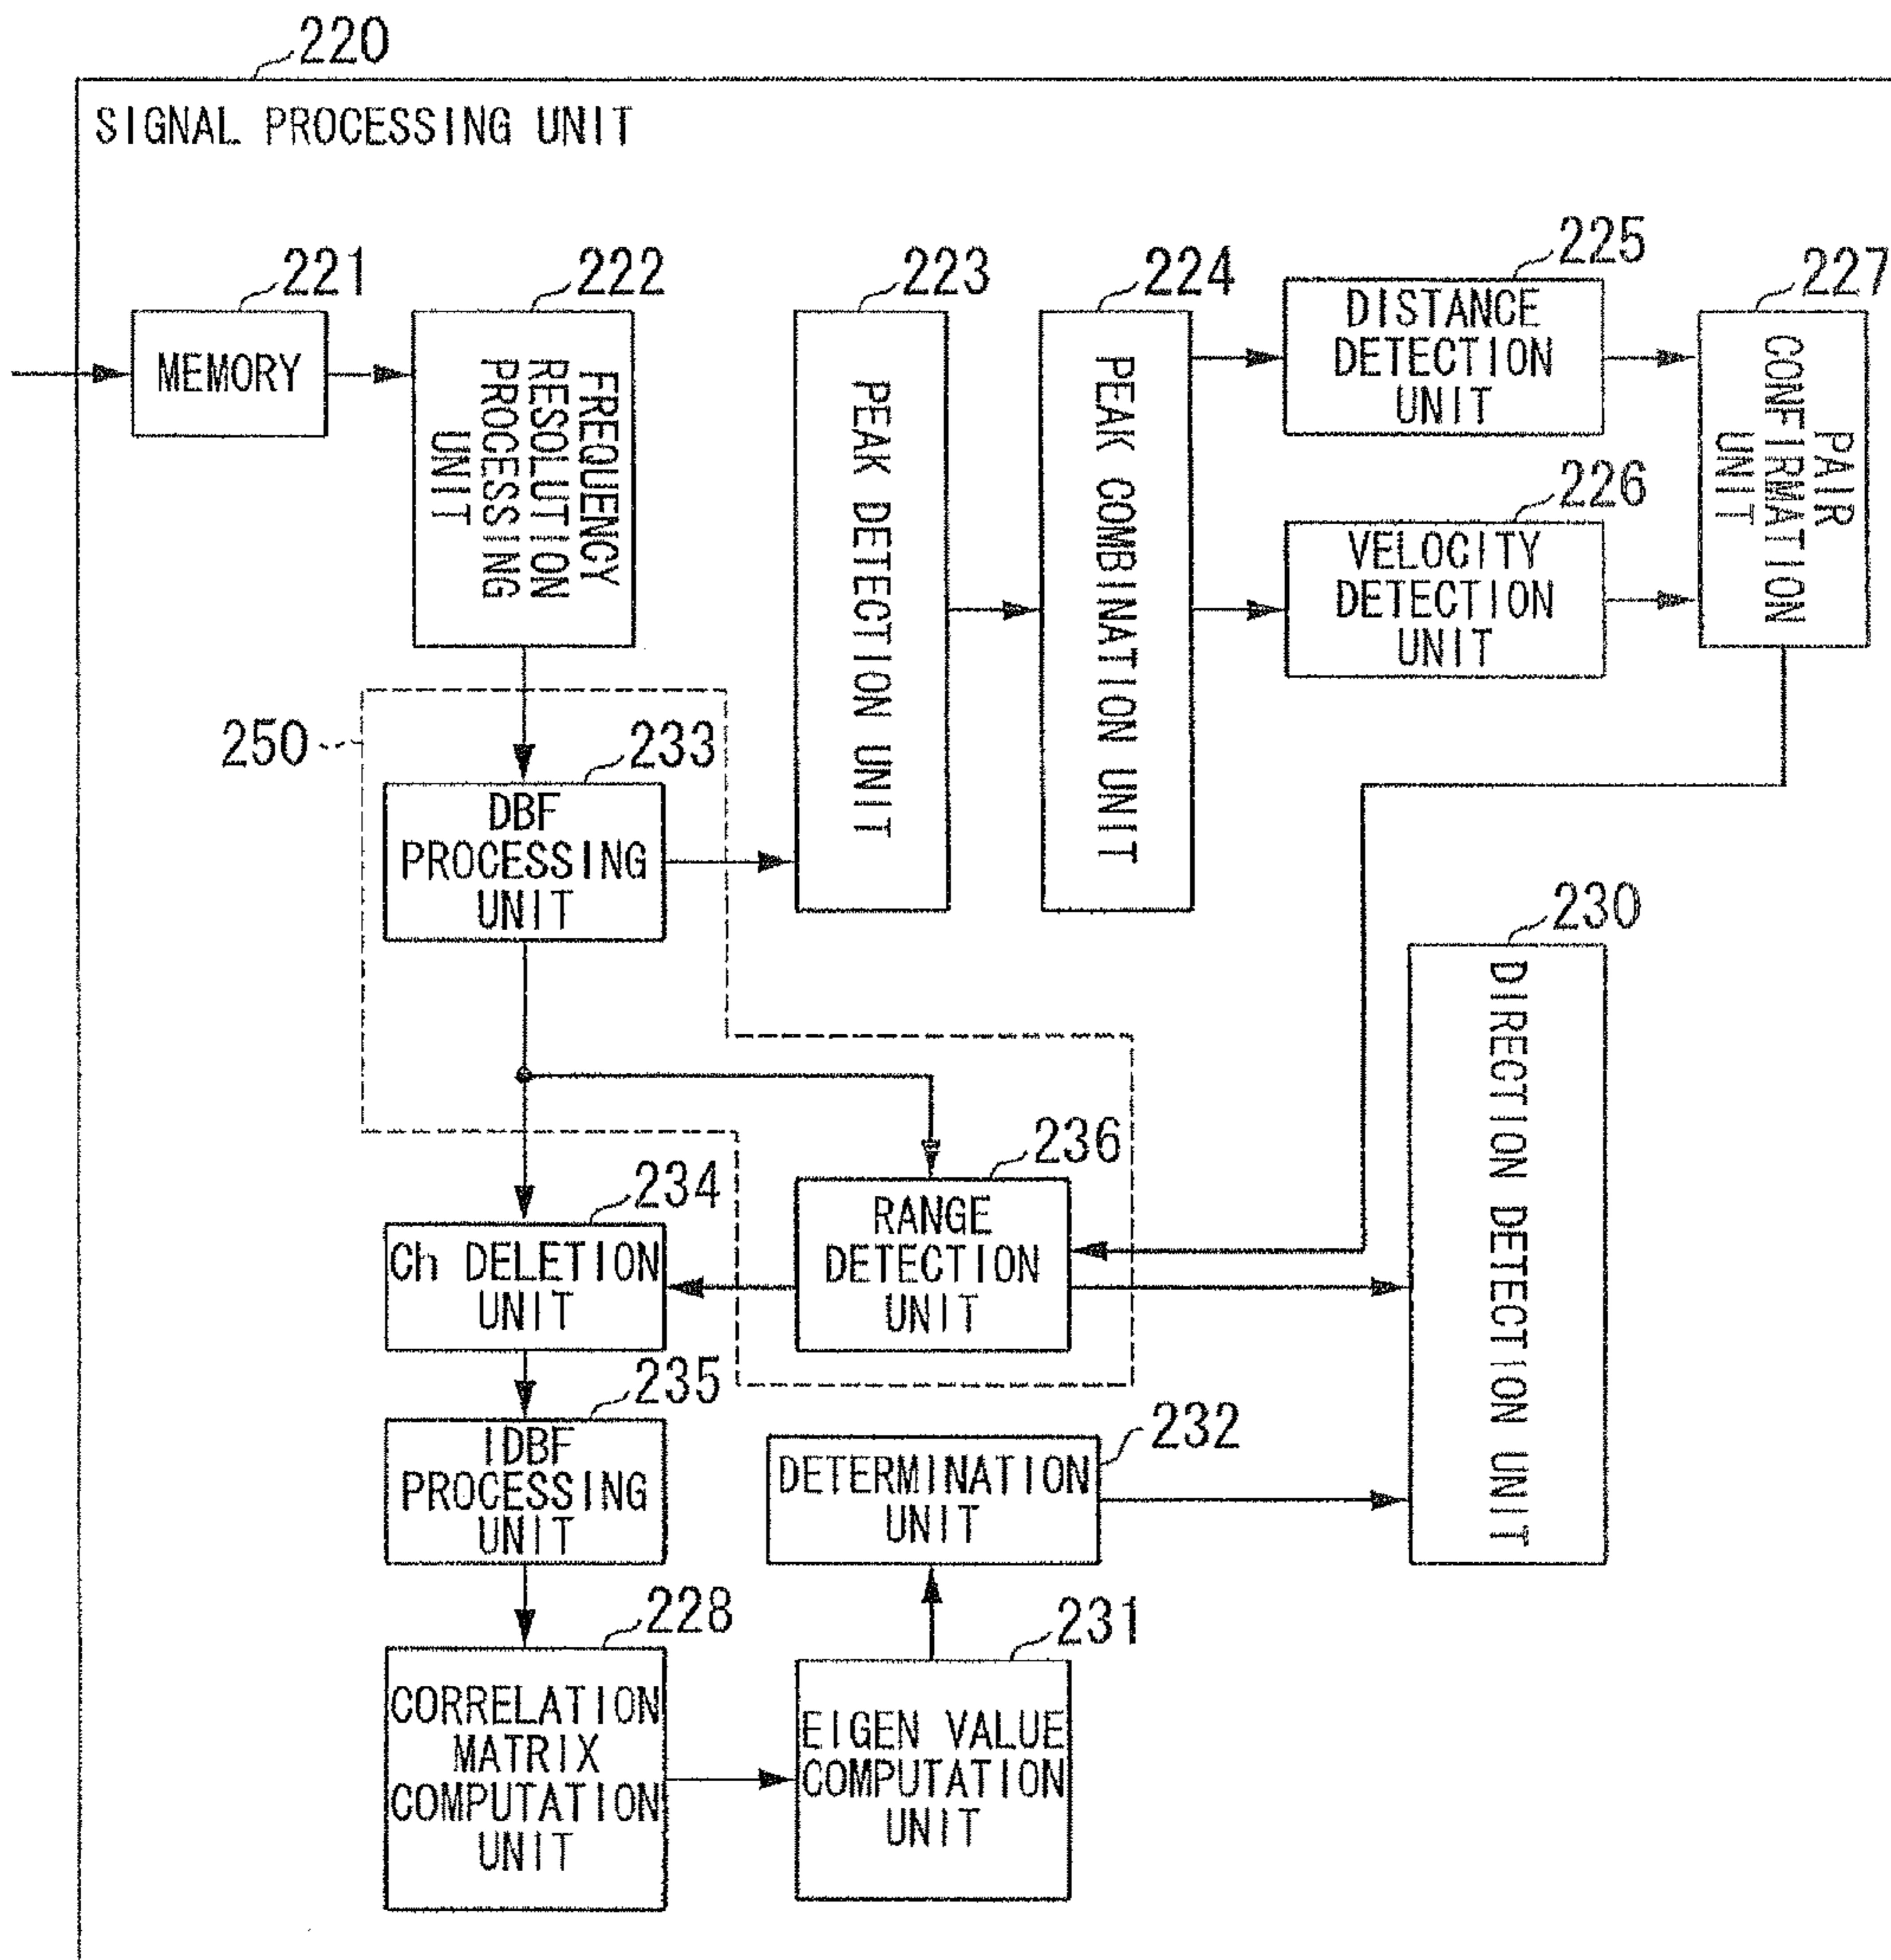 220
SIGNAL PROCESSING UNIT
221
MEMORY
222
FREQUENCY
RESOLUTION
PROCESSING
UNIT
223
PEAK DETECTION UNIT
224
PEAK COMBINATION UNIT
225
DISTANCE
DETECTION
UNIT
226
VELOCITY
DETECTION
UNIT
227
PAIR
CONFIRMATION
UNIT
250
233
DBF
PROCESSING
UNIT
230
DIRECTION DETECTION UNIT
234
Ch DELETION
UNIT
236
RANGE
DETECTION
UNIT
235
IDBF
PROCESSING
UNIT
232
DETERMINATION
UNIT
228
CORRELATION
MATRIX
COMPUTATION
UNIT
231
EIGEN VALUE
COMPUTATION
UNIT